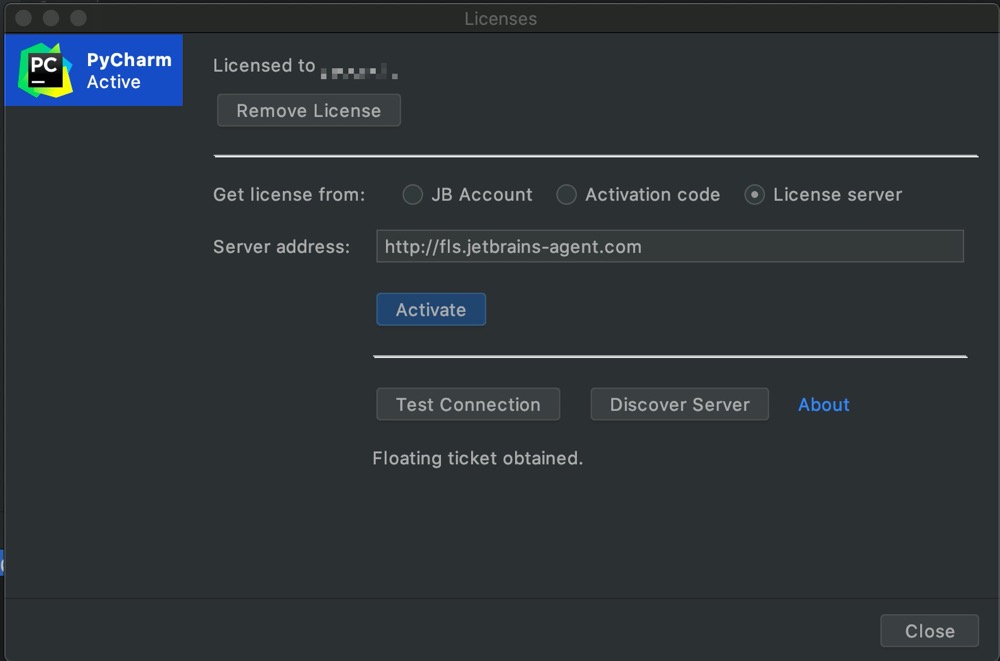 Licenses
PC
PyCharm
Active
Licensed to
Remove License
Get license from: JB Account Activation code License server
Server address: http://fls.jetbrains-agent.com
Activate
Test Connection Discover Server About
Floating ticket obtained.
Close